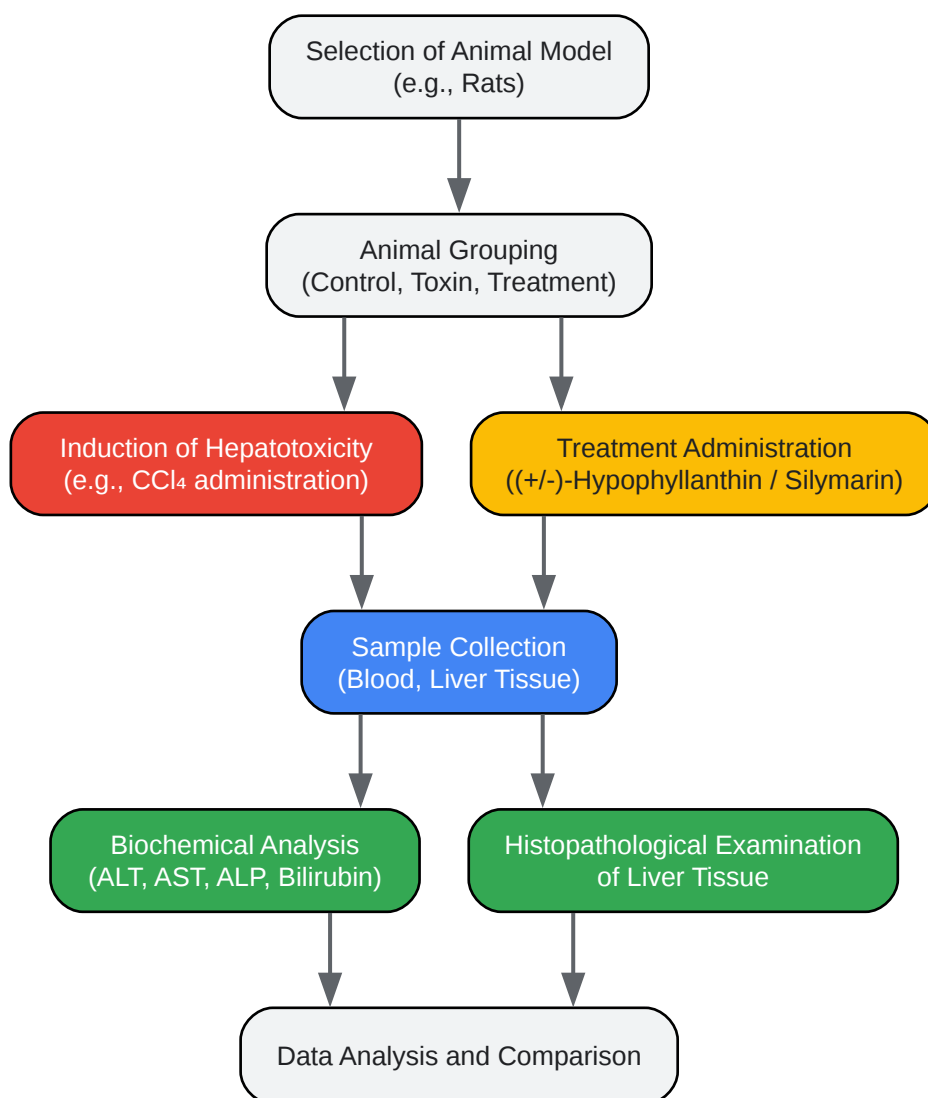 Selection of Animal Model
(e.g., Rats)
Animal Grouping
(Control, Toxin, Treatment)
Induction of Hepatotoxicity
(e.g., CCl₄ administration)
Treatment Administration
((+/-)-Hypophyllanthin / Silymarin)
Sample Collection
(Blood, Liver Tissue)
Biochemical Analysis
(ALT, AST, ALP, Bilirubin)
Histopathological Examination
of Liver Tissue
Data Analysis and Comparison